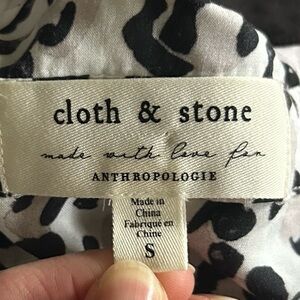 cloth & stone
made with love for
ANTHROPOLOGIE
Made in
China
Fabriqué en
Chine
S